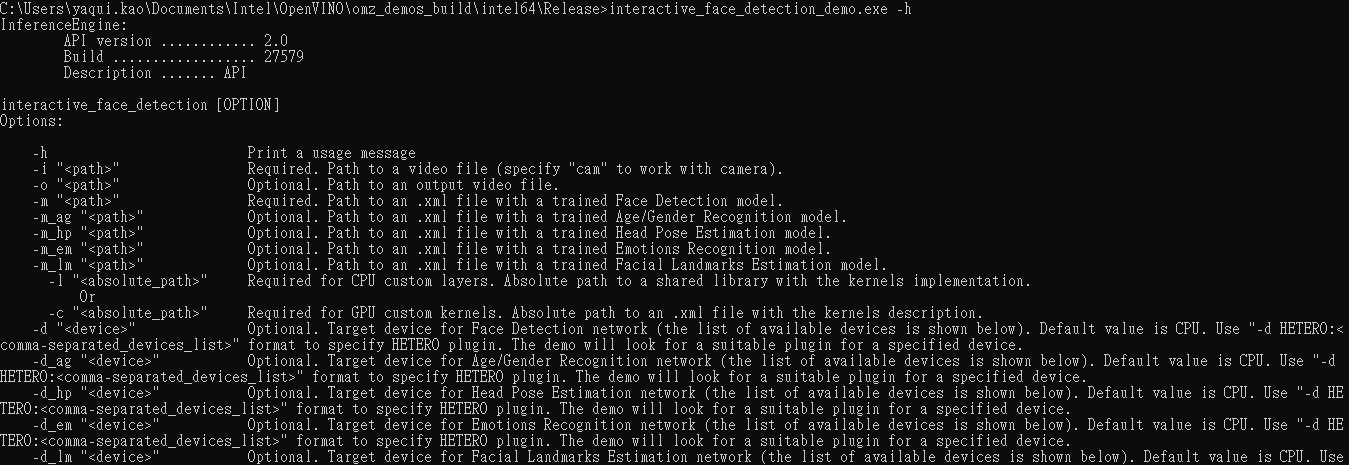 C:\Users\yaqui.kao\Documents\Intel\OpenVINO\omz_demos_build\intel64\Release>interactive_face_detection_demo.exe -h
InferenceEngine:
        API version ............ 2.0
        Build .................. 27579
        Description ....... API

interactive_face_detection [OPTION]
Options:

    -h                         Print a usage message
    -i "<path>"                Required. Path to a video file (specify "cam" to work with camera).
    -o "<path>"                Optional. Path to an output video file.
    -m "<path>"                Required. Path to an .xml file with a trained Face Detection model.
    -m_ag "<path>"             Optional. Path to an .xml file with a trained Age/Gender Recognition model.
    -m_hp "<path>"             Optional. Path to an .xml file with a trained Head Pose Estimation model.
    -m_em "<path>"             Optional. Path to an .xml file with a trained Emotions Recognition model.
    -m_lm "<path>"             Optional. Path to an .xml file with a trained Facial Landmarks Estimation model.
      -l "<absolute_path>"     Required for CPU custom layers. Absolute path to a shared library with the kernels implementation.
          Or
      -c "<absolute_path>"     Required for GPU custom kernels. Absolute path to an .xml file with the kernels description.
    -d "<device>"              Optional. Target device for Face Detection network (the list of available devices is shown below). Default value is CPU. Use "-d HETERO:<
comma-separated_devices_list>" format to specify HETERO plugin. The demo will look for a suitable plugin for a specified device.
    -d_ag "<device>"           Optional. Target device for Age/Gender Recognition network (the list of available devices is shown below). Default value is CPU. Use "-d 
HETERO:<comma-separated_devices_list>" format to specify HETERO plugin. The demo will look for a suitable plugin for a specified device.
    -d_hp "<device>"           Optional. Target device for Head Pose Estimation network (the list of available devices is shown below). Default value is CPU. Use "-d HE
TERO:<comma-separated_devices_list>" format to specify HETERO plugin. The demo will look for a suitable plugin for a specified device.
    -d_em "<device>"           Optional. Target device for Emotions Recognition network (the list of available devices is shown below). Default value is CPU. Use "-d HE
TERO:<comma-separated_devices_list>" format to specify HETERO plugin. The demo will look for a suitable plugin for a specified device.
    -d_lm "<device>"           Optional. Target device for Facial Landmarks Estimation network (the list of available devices is shown below). Default value is CPU. Use